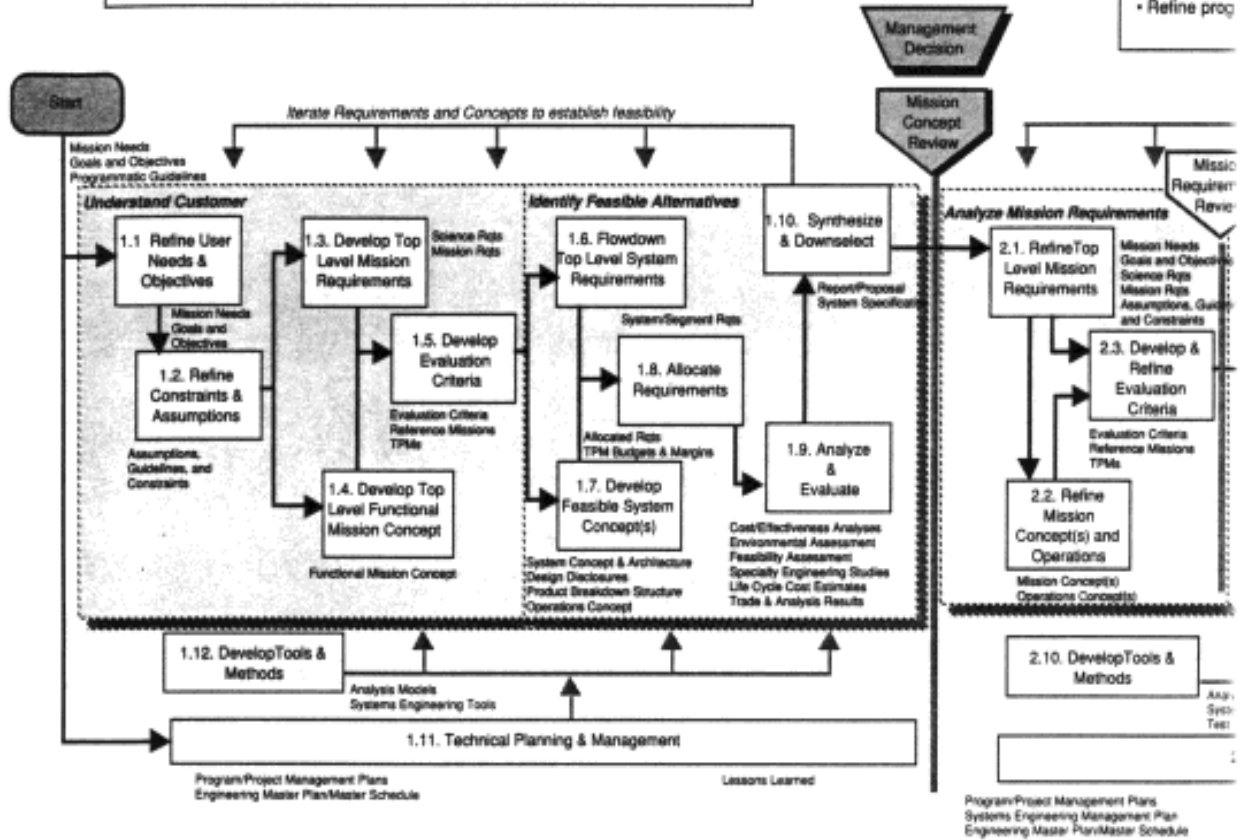 • Refine prog
Management
Decision
Start
Iterate Requirements and Concepts to establish feasibility
Mission
Concept
Review
Mission Needs
Goals and Objectives
Programmatic Guidelines
Understand Customer
1.1 Refine User
Needs &
Objectives
Mission Needs
Goals and
Objectives
1.2. Refine
Constraints &
Assumptions
Assumptions,
Guidelines, and
Constraints
1.3. Develop Top
Level Mission
Requirements
Science Rqts
Mission Rqts
1.5. Develop
Evaluation
Criteria
Evaluation Criteria
Reference Missions
TPMs
1.4. Develop Top
Level Functional
Mission Concept
Functional Mission Concept
Identify Feasible Alternatives
1.6. Flowdown
Top Level System
Requirements
System/Segment Rqts
1.8. Allocate
Requirements
Allocated Rqts
TPM Budgets & Margins
1.7. Develop
Feasible System
Concept(s)
System Concept & Architecture
Design Disclosures
Product Breakdown Structure
Operations Concept
1.10. Synthesize
& Downselect
Report/Proposal
System Specificat
1.9. Analyze
&
Evaluate
Cost/Effectiveness Analyses
Environmental Assessment
Feasibility Assessment
Specialty Engineering Studies
Life Cycle Cost Estimates
Trade & Analysis Results
Missio
Requirem
Revie
Analyze Mission Requirements
2.1. RefineTop
Level Mission
Requirements
Mission Needs
Goals and Objectives
Science Rqts
Mission Rqts
Assumptions, Guide
and Constraints
2.3. Develop &
Refine
Evaluation
Criteria
Evaluation Criteria
Reference Missions
TPMs
2.2. Refine
Mission
Concept(s) and
Operations
Mission Concept(s)
Operations Concept(s)
1.12. DevelopTools &
Methods
Analysis Models
Systems Engineering Tools
1.11. Technical Planning & Management
Program/Project Management Plans
Engineering Master Plan/Master Schedule
Lessons Learned
2.10. DevelopTools &
Methods
Program/Project Management Plans
Systems Engineering Management Plan
Engineering Master Plan/Master Schedule